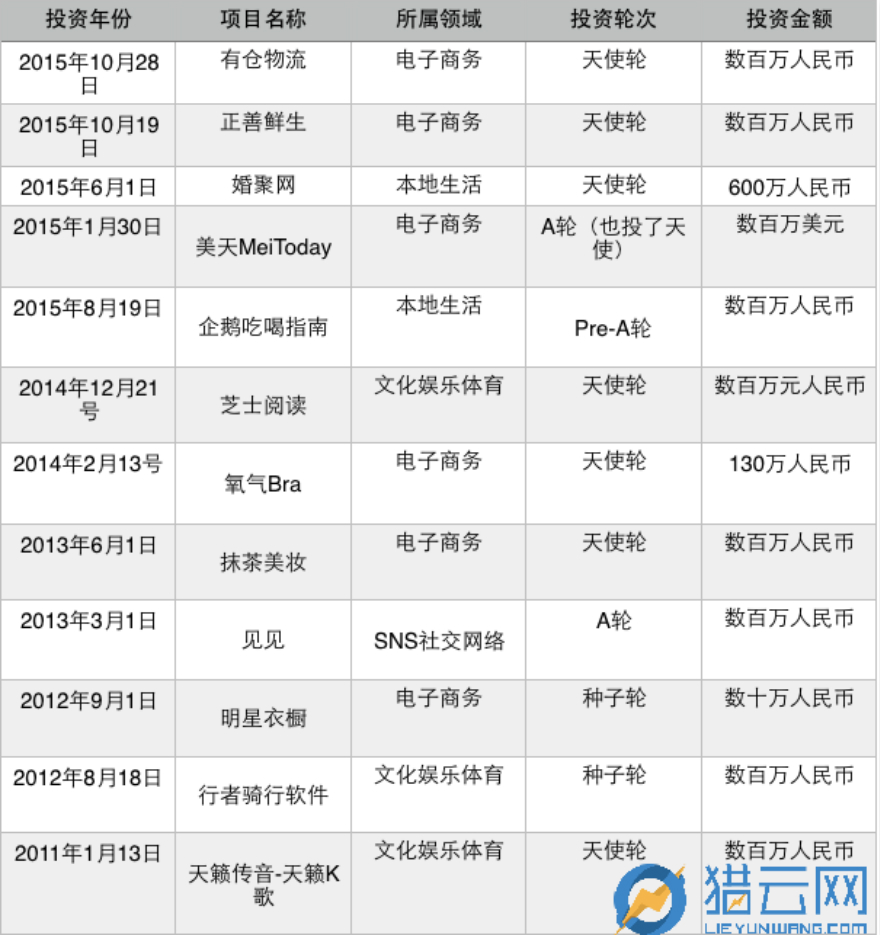 投资年份 项目名称 所属领域 投资轮次 投资金额
2015年10月28日 有仓物流 电子商务 天使轮 数百万人民币
2015年10月19日 正善鲜生 电子商务 天使轮 数百万人民币
2015年6月1日 婚聚网 本地生活 天使轮 600万人民币
2015年1月30日 美天MeiToday 电子商务 A轮（也投了天使） 数百万美元
2015年8月19日 企鹅吃喝指南 本地生活 Pre-A轮 数百万人民币
2014年12月21号 芝士阅读 文化娱乐体育 天使轮 数百万元人民币
2014年2月13号 氧气Bra 电子商务 天使轮 130万人民币
2013年6月1日 抹茶美妆 电子商务 天使轮 数百万人民币
2013年3月1日 见见 SNS社交网络 A轮 数百万人民币
2012年9月1日 明星衣橱 电子商务 种子轮 数十万人民币
2012年8月18日 行者骑行软件 文化娱乐体育 种子轮 数百万人民币
2011年1月13日 天籁传音-天籁K歌 文化娱乐体育 天使轮 数百万人民币
猎云网
LIEYUNWANG.COM